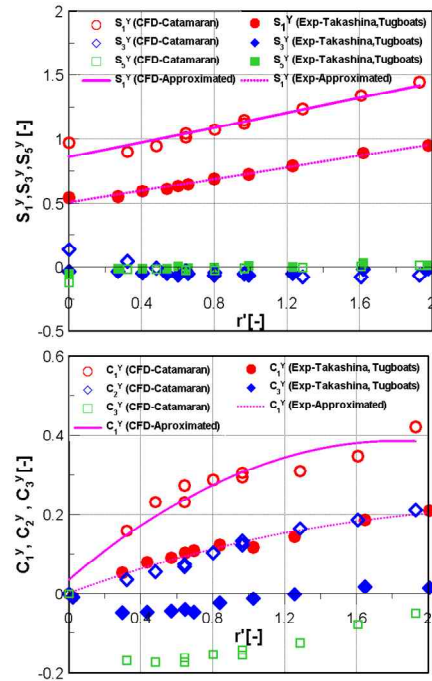 S₁ʸ (CFD-Catamaran) S₁ʸ (Exp-Takashina,Tugboats)
S₃ʸ (CFD-Catamaran) S₃ʸ (Exp-Takashina,Tugboats)
S₅ʸ (CFD-Catamaran) S₅ʸ (Exp-Takashina,Tugboats)
S₁ʸ (CFD-Approximated) S₁ʸ (Exp-Approximated)
2
1.5
1
0.5
0
-0.5
S₁ʸ,S₃ʸ,S₅ʸ [-]
0 0.4 0.8 1.2 1.6 2
r'[-]
C₁ʸ (CFD-Catamaran) C₁ʸ (Exp-Takashina, Tugboats)
C₂ʸ (CFD-Catamaran) C₃ʸ (Exp-Takashina, Tugboats)
C₃ʸ (CFD-Catamaran) C₁ʸ (Exp-Approximated)
C₁ʸ (CFD-Aproximated)
0.6
0.4
0.2
0
-0.2
C₁ʸ, C₂ʸ, C₃ʸ [-]
0 0.4 0.8 1.2 1.6 2
r'[-]